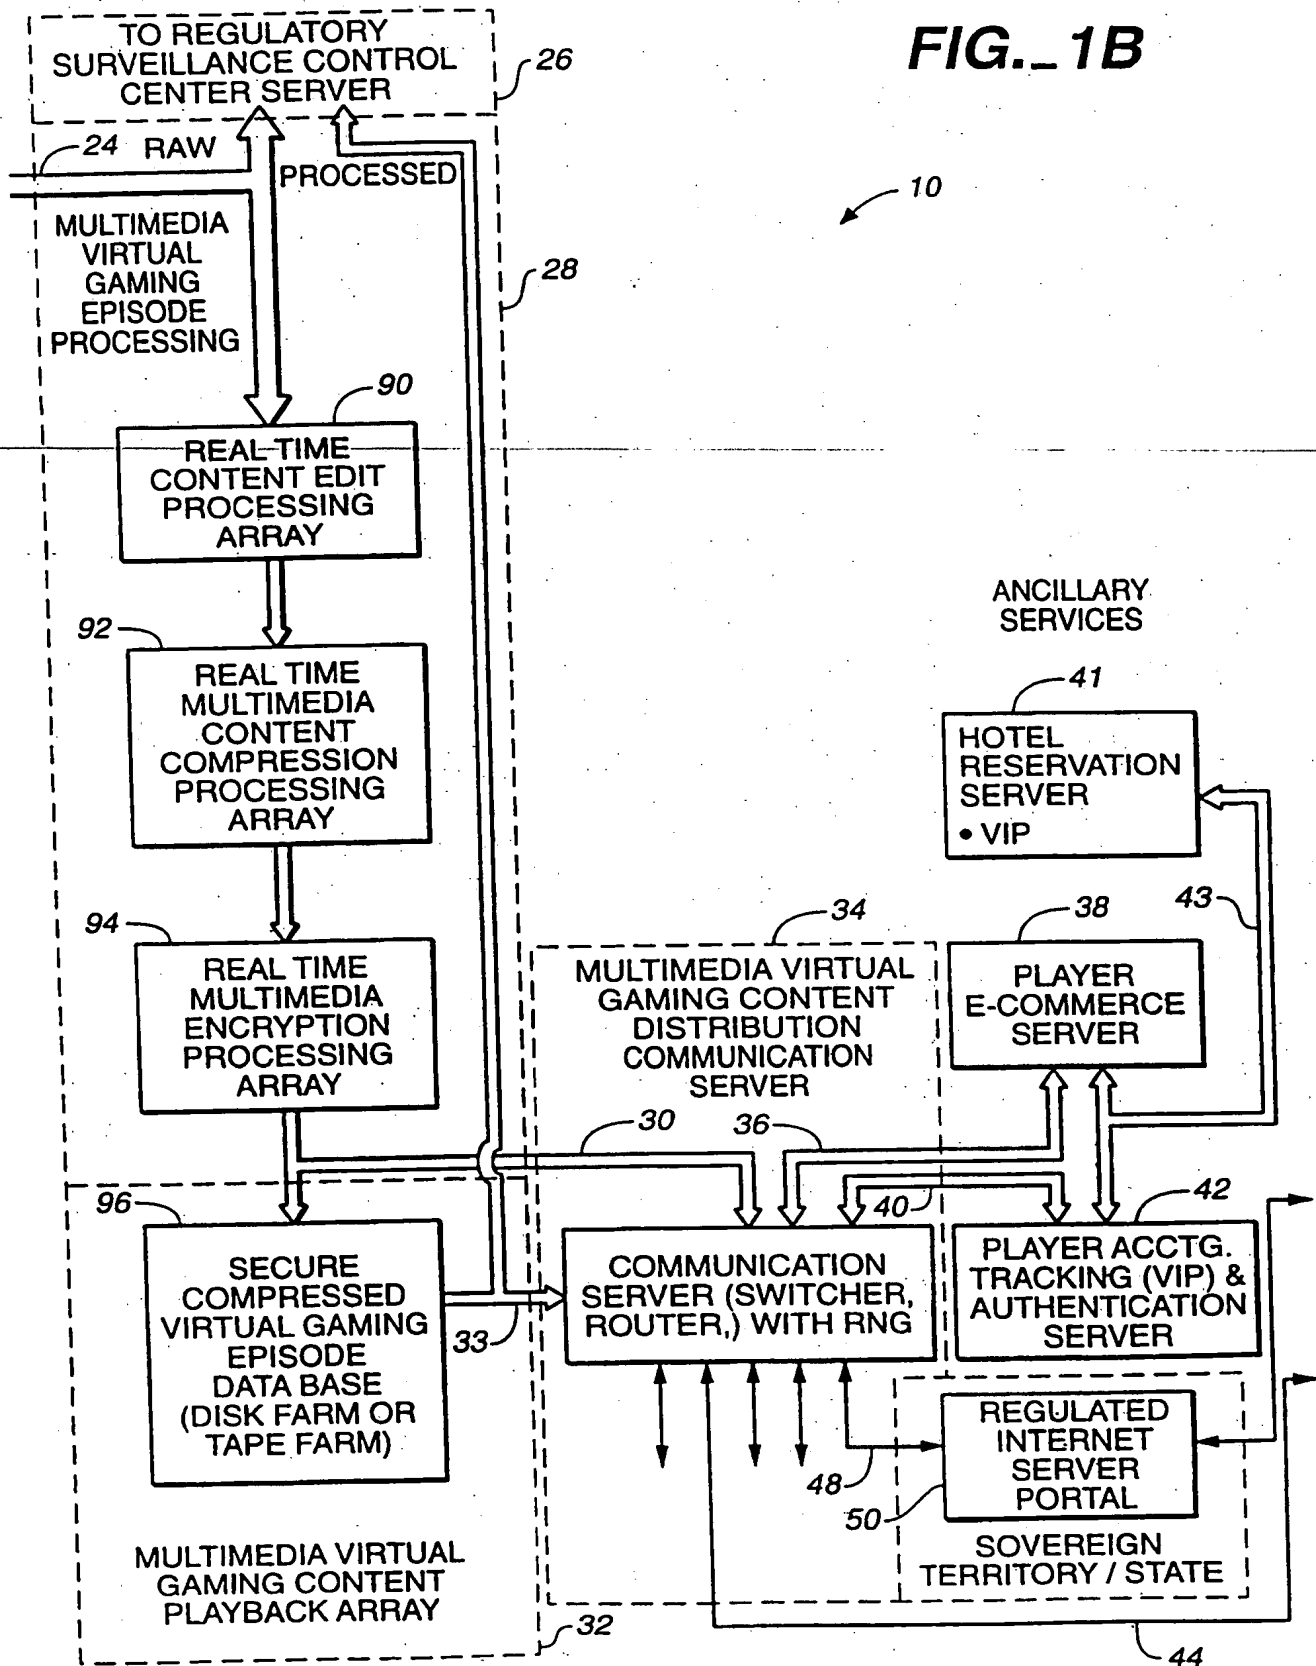 TO REGULATORY
SURVEILLANCE CONTROL
CENTER SERVER
26
FIG._1B
24
RAW
PROCESSED
10
MULTIMEDIA
VIRTUAL
GAMING
EPISODE
PROCESSING
28
90
REAL TIME
CONTENT EDIT
PROCESSING
ARRAY
92
REAL TIME
MULTIMEDIA
CONTENT
COMPRESSION
PROCESSING
ARRAY
ANCILLARY
SERVICES
41
HOTEL
RESERVATION
SERVER
• VIP
43
94
REAL TIME
MULTIMEDIA
ENCRYPTION
PROCESSING
ARRAY
34
MULTIMEDIA VIRTUAL
GAMING CONTENT
DISTRIBUTION
COMMUNICATION
SERVER
38
PLAYER
E-COMMERCE
SERVER
30
36
40
96
SECURE
COMPRESSED
VIRTUAL GAMING
EPISODE
DATA BASE
(DISK FARM OR
TAPE FARM)
33
COMMUNICATION
SERVER (SWITCHER,
ROUTER,) WITH RNG
42
PLAYER ACCTG.
TRACKING (VIP) &
AUTHENTICATION
SERVER
48
50
REGULATED
INTERNET
SERVER
PORTAL
SOVEREIGN
TERRITORY / STATE
MULTIMEDIA VIRTUAL
GAMING CONTENT
PLAYBACK ARRAY
32
44